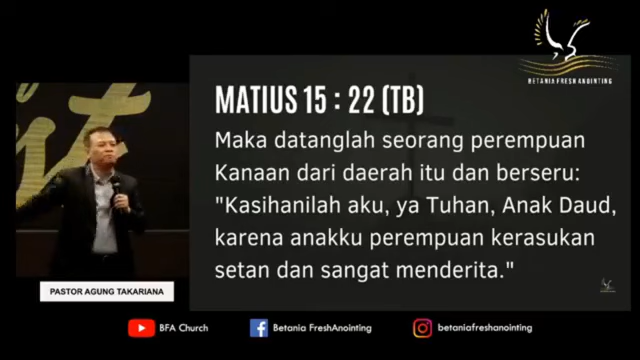 BETANIA FRESH ANOINTING
MATIUS 15 : 22 (TB)
Maka datanglah seorang perempuan
Kanaan dari daerah itu dan berseru:
"Kasihanilah aku, ya Tuhan, Anak Daud,
karena anakku perempuan kerasukan
setan dan sangat menderita."
PASTOR AGUNG TAKARIANA
BFA Church
Betania FreshAnointing
betaniafreshanointing